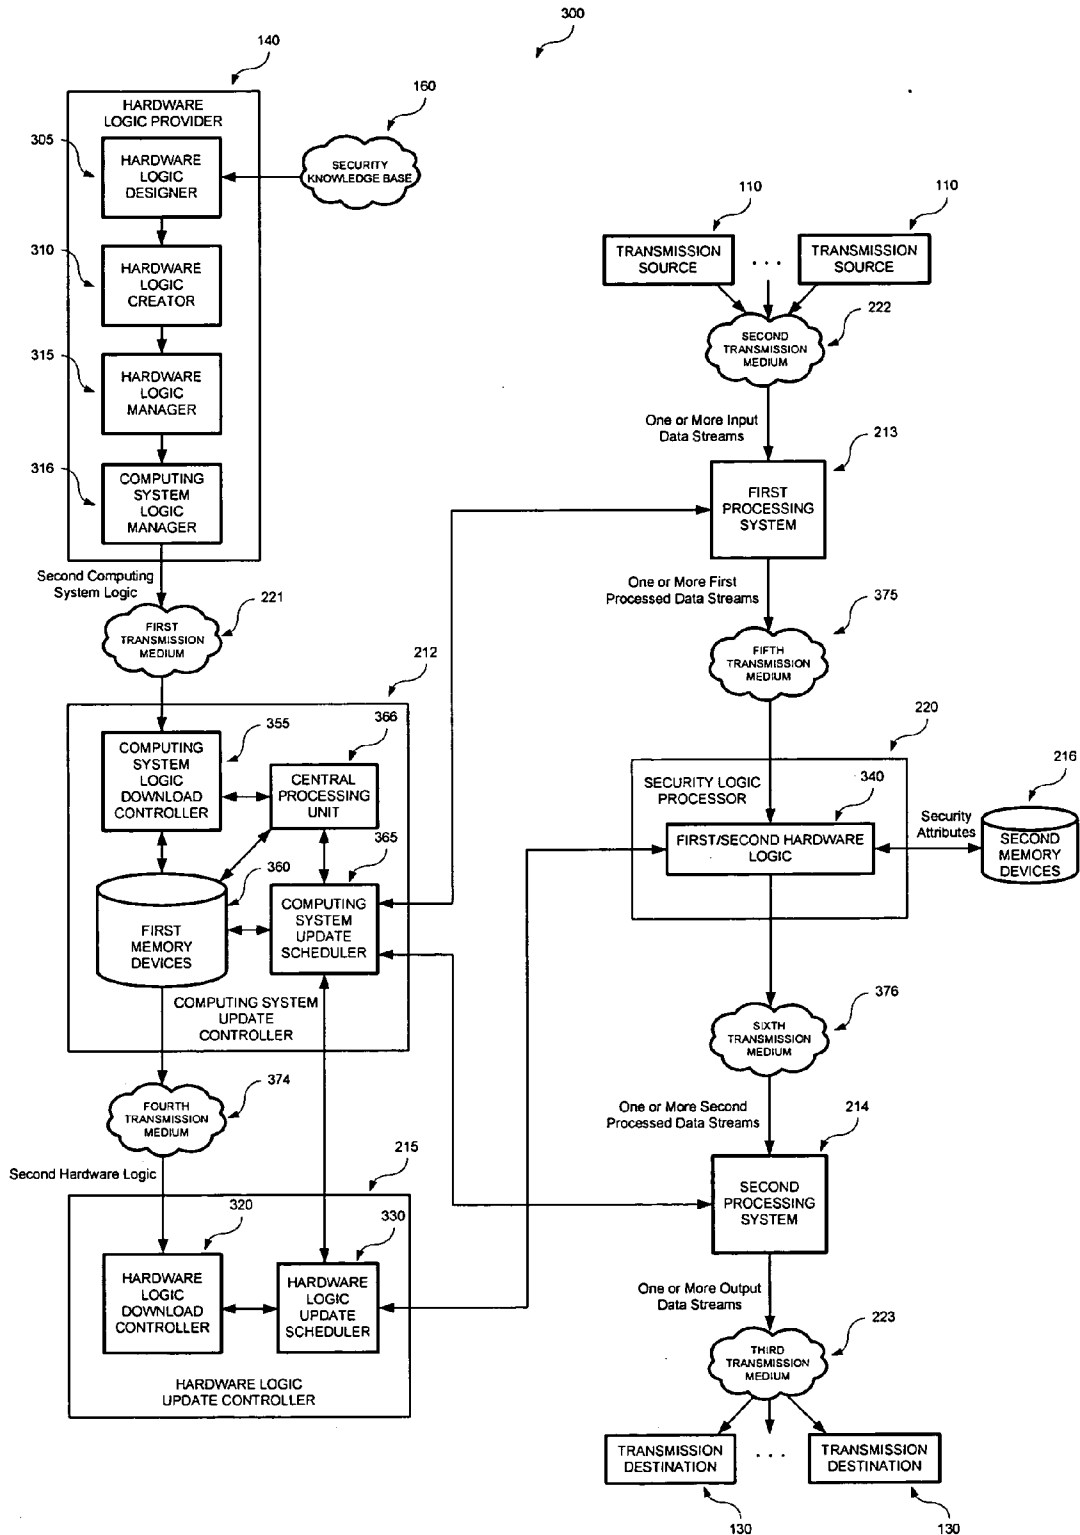 300
140
HARDWARE
LOGIC PROVIDER
305
HARDWARE
LOGIC
DESIGNER
160
SECURITY
KNOWLEDGE BASE
310
HARDWARE
LOGIC
CREATOR
315
HARDWARE
LOGIC
MANAGER
316
COMPUTING
SYSTEM
LOGIC
MANAGER
Second Computing
System Logic
221
FIRST
TRANSMISSION
MEDIUM
212
355
COMPUTING
SYSTEM
LOGIC
DOWNLOAD
CONTROLLER
366
CENTRAL
PROCESSING
UNIT
365
360
FIRST
MEMORY
DEVICES
COMPUTING
SYSTEM
UPDATE
SCHEDULER
COMPUTING SYSTEM
UPDATE
CONTROLLER
374
FOURTH
TRANSMISSION
MEDIUM
Second Hardware Logic
215
320
HARDWARE
LOGIC
DOWNLOAD
CONTROLLER
330
HARDWARE
LOGIC
UPDATE
SCHEDULER
HARDWARE LOGIC
UPDATE CONTROLLER
110
110
TRANSMISSION
SOURCE
. . .
TRANSMISSION
SOURCE
222
SECOND
TRANSMISSION
MEDIUM
One or More Input
Data Streams
213
FIRST
PROCESSING
SYSTEM
One or More First
Processed Data Streams
375
FIFTH
TRANSMISSION
MEDIUM
220
SECURITY LOGIC
PROCESSOR
340
FIRST/SECOND HARDWARE
LOGIC
Security
Attributes
216
SECOND
MEMORY
DEVICES
376
SIXTH
TRANSMISSION
MEDIUM
One or More Second
Processed Data Streams
214
SECOND
PROCESSING
SYSTEM
One or More Output
Data Streams
223
THIRD
TRANSMISSION
MEDIUM
TRANSMISSION
DESTINATION
. . .
TRANSMISSION
DESTINATION
130
130